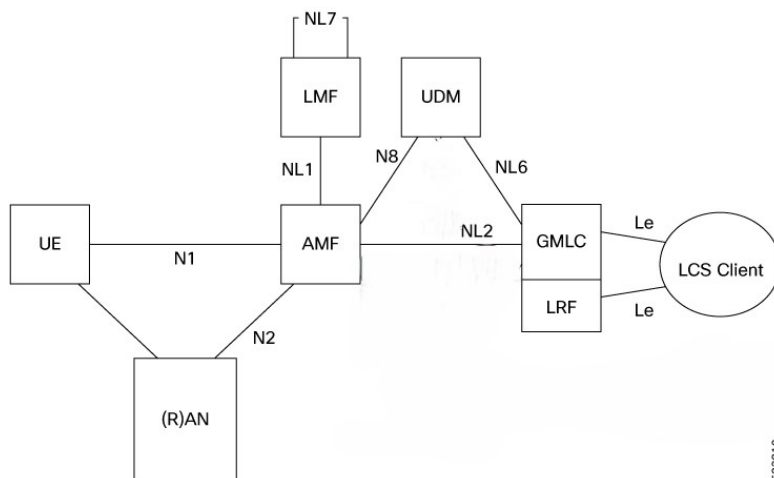 NL7
LMF
UDM
NL1
N8
NL6
UE
N1
AMF
NL2
GMLC
Le
LCS Client
LRF
Le
N2
(R)AN